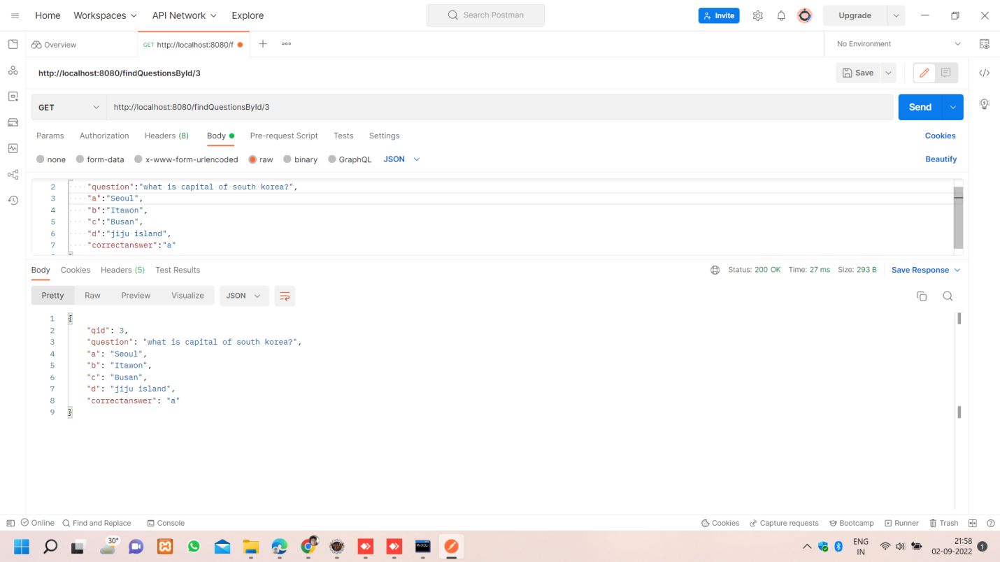 Home Workspaces API Network Explore Search Postman Invite Upgrade
Overview GET http://localhost:8080/f No Environment
http://localhost:8080/findQuestionsById/3 Save
GET http://localhost:8080/findQuestionsById/3 Send
Params Authorization Headers (8) Body Pre-request Script Tests Settings Cookies
none form-data x-www-form-urlencoded raw binary GraphQL JSON Beautify
2 "question":"what is capital of south korea?",
3 "a":"Seoul",
4 "b":"Itawon",
5 "c":"Busan",
6 "d":"jiju island",
7 "correctanswer":"a"
Body Cookies Headers (5) Test Results Status: 200 OK Time: 27 ms Size: 293 B Save Response
Pretty Raw Preview Visualize JSON
1 {
2 "qid": 3,
3 "question": "what is capital of south korea?",
4 "a": "Seoul",
5 "b": "Itawon",
6 "c": "Busan",
7 "d": "jiju island",
8 "correctanswer": "a"
9 }
Online Find and Replace Console Cookies Capture requests Bootcamp Runner Trash
30° MySQL ENG 21:58
IN 02-09-2022 1